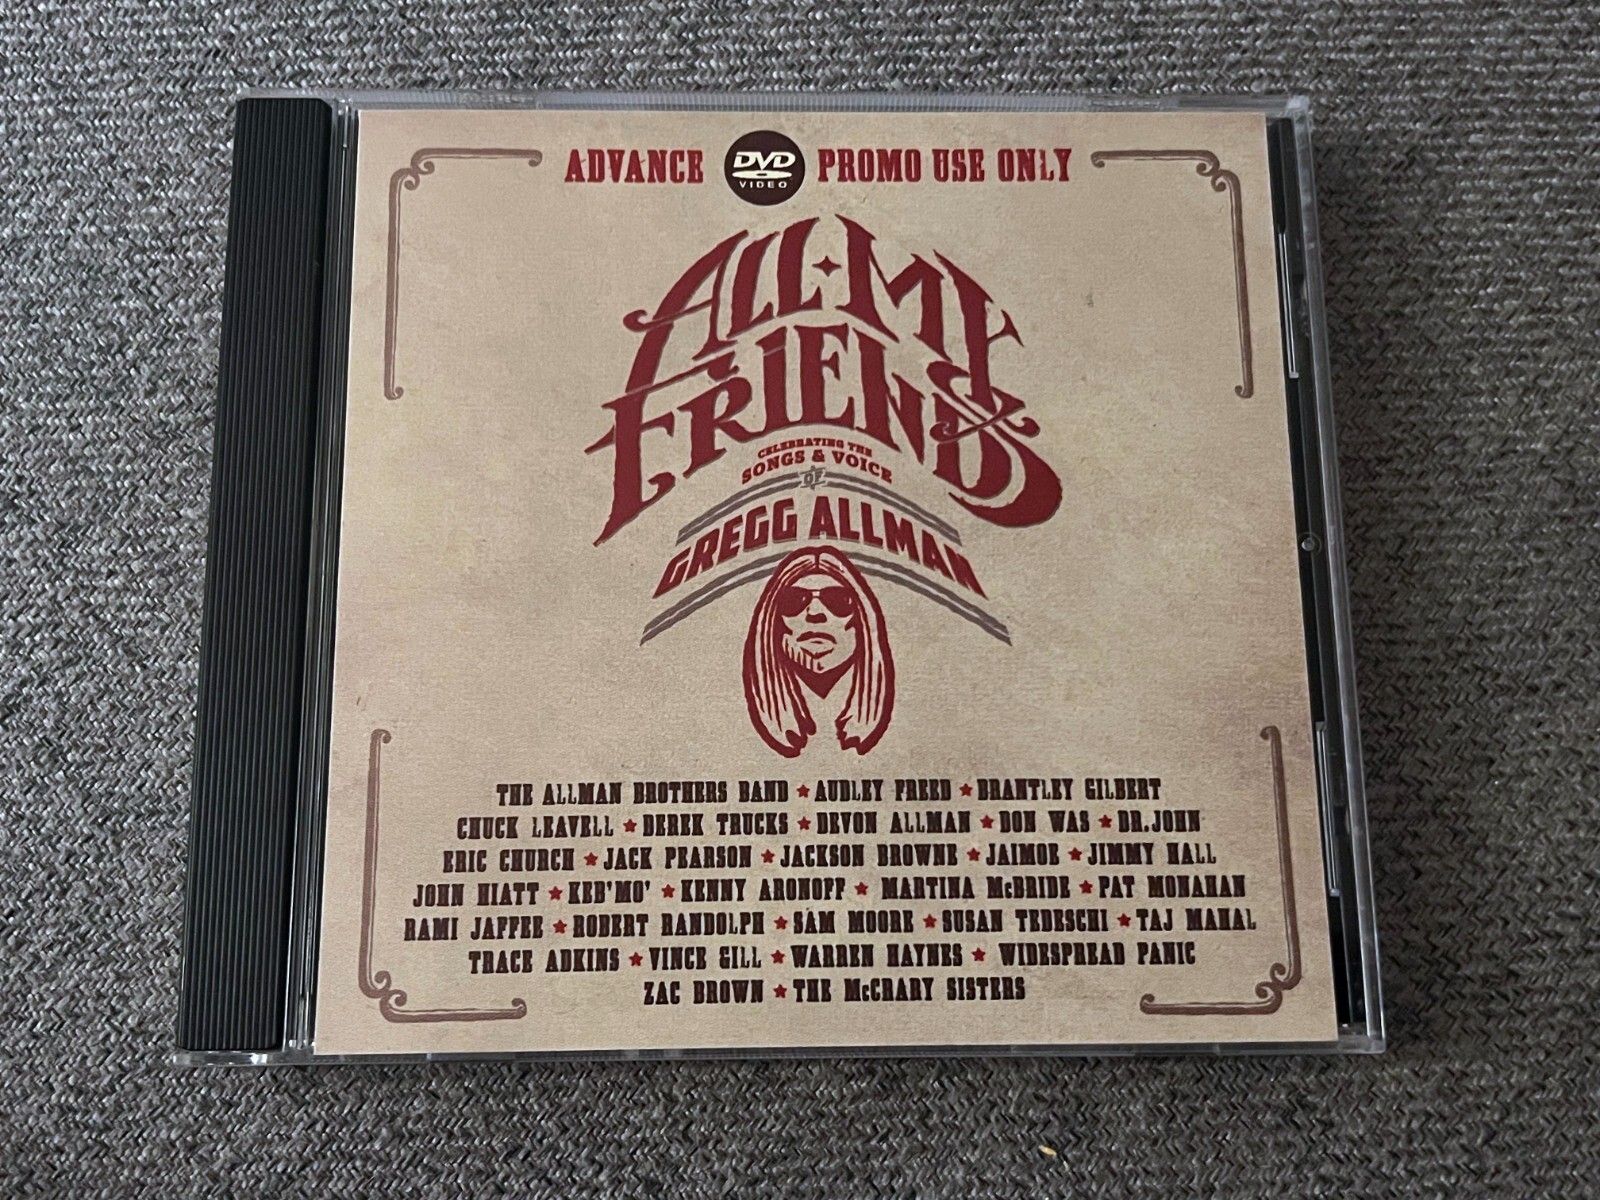 ADVANCE DVD VIDEO PROMO USE ONLY
ALL MY
FRIENDS
CELEBRATING THE
SONGS & VOICE
OF
GREGG ALLMAN
THE ALLMAN BROTHERS BAND ★ AUDLEY FREED ★ BRANTLEY GILBERT
CHUCK LEAVELL ★ DEREK TRUCKS ★ DEVON ALLMAN ★ DON WAS ★ DR. JOHN
ERIC CHURCH ★ JACK PEARSON ★ JACKSON BROWNE ★ JAIMOE ★ JIMMY HALL
JOHN HIATT ★ KEB'MO' ★ KENNY ARONOFF ★ MARTINA McBRIDE ★ PAT MONAHAN
RAMI JAFFEE ★ ROBERT RANDOLPH ★ SAM MOORE ★ SUSAN TEDESCHI ★ TAJ MAHAL
TRACE ADKINS ★ VINCE GILL ★ WARREN HAYNES ★ WIDESPREAD PANIC
ZAC BROWN ★ THE McCRARY SISTERS